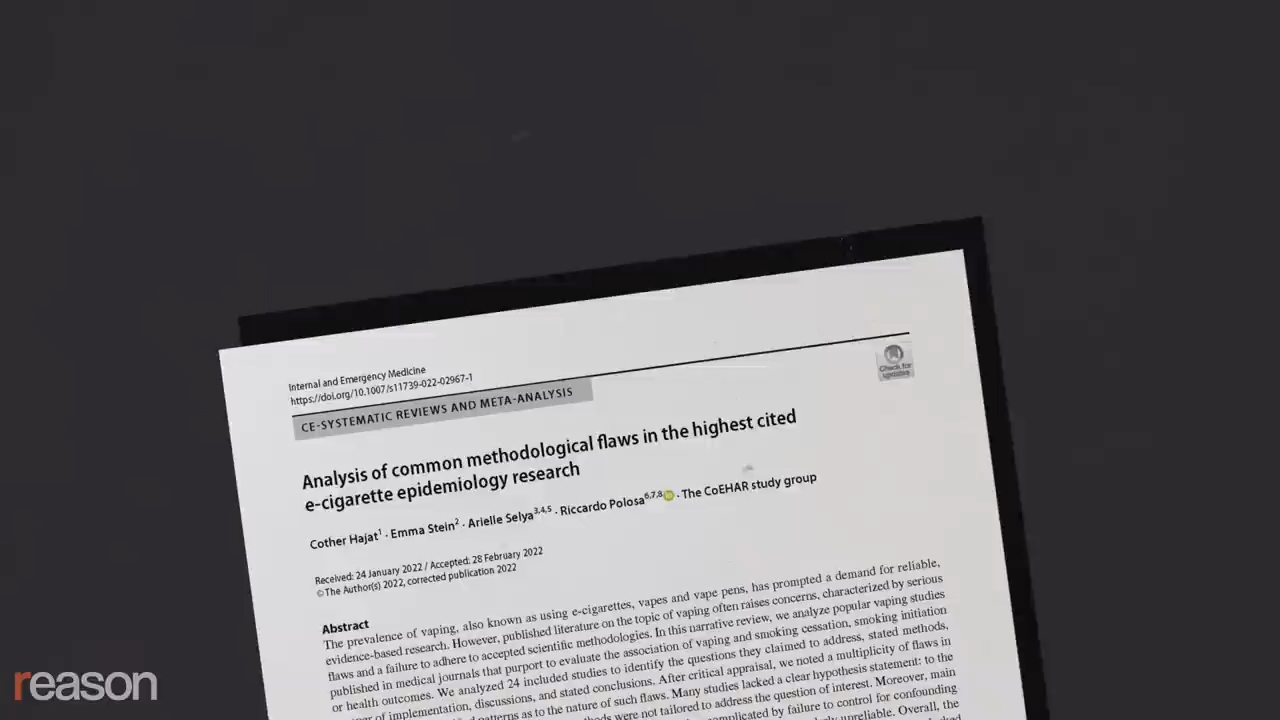 Internal and Emergency Medicine
https://doi.org/10.1007/s11739-022-02967-1
CE-SYSTEMATIC REVIEWS AND META-ANALYSIS
Check for
updates
Analysis of common methodological flaws in the highest cited
e-cigarette epidemiology research
Cother Hajat1 · Emma Stein2 · Arielle Selya3,4,5 · Riccardo Polosa6,7,8 · The CoEHAR study group
Received: 24 January 2022 / Accepted: 28 February 2022
© The Author(s) 2022, corrected publication 2022
Abstract
The prevalence of vaping, also known as using e-cigarettes, vapes and vape pens, has prompted a demand for reliable,
evidence-based research. However, published literature on the topic of vaping often raises concerns, characterized by serious
flaws and a failure to adhere to accepted scientific methodologies. In this narrative review, we analyze popular vaping studies
published in medical journals that purport to evaluate the association of vaping and smoking cessation, smoking initiation
or health outcomes. We analyzed 24 included studies to identify the questions they claimed to address, stated methods,
of implementation, discussions, and stated conclusions. After critical appraisal, we noted a multiplicity of flaws in
patterns as to the nature of such flaws. Many studies lacked a clear hypothesis statement: to the
were not tailored to address the question of interest. Moreover, main
complicated by failure to control for confounding
unreliable. Overall, the
reason